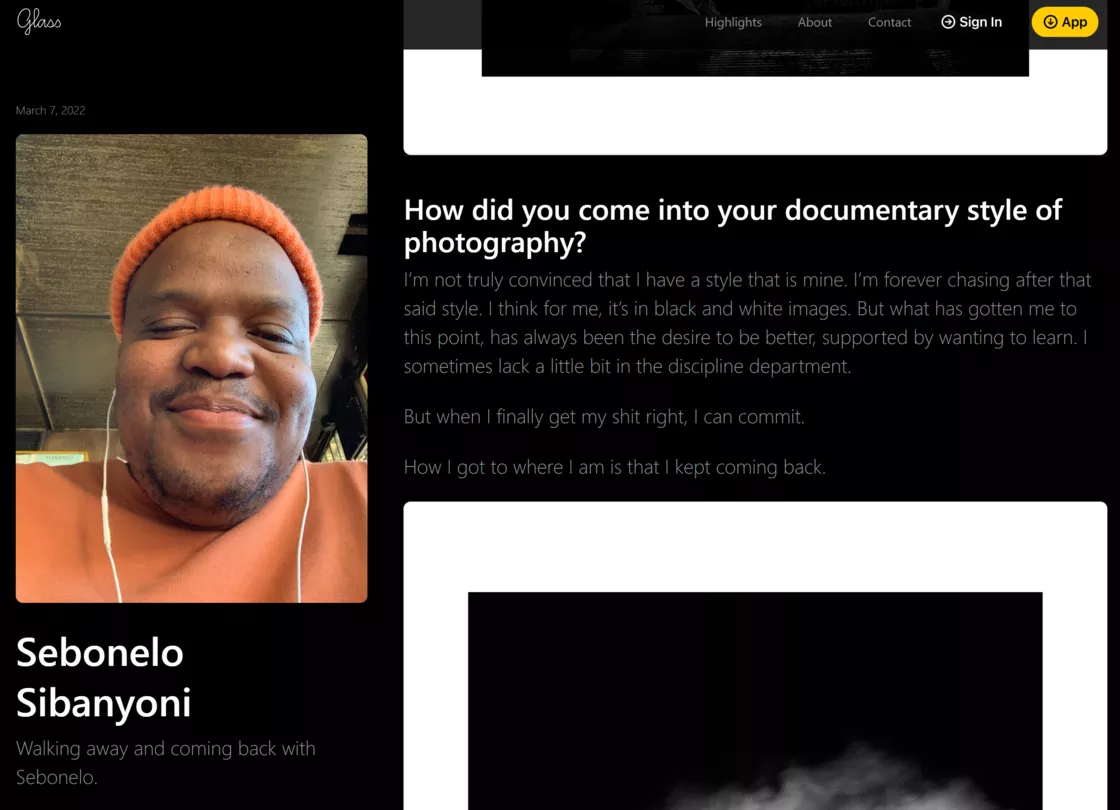 Glass
Highlights
About
Contact
Sign In
App
March 7, 2022
Sebonelo
Sibanyoni
Walking away and coming back with
Sebonelo.
How did you come into your documentary style of
photography?
I’m not truly convinced that I have a style that is mine. I’m forever chasing after that
said style. I think for me, it’s in black and white images. But what has gotten me to
this point, has always been the desire to be better, supported by wanting to learn. I
sometimes lack a little bit in the discipline department.
But when I finally get my shit right, I can commit.
How I got to where I am is that I kept coming back.